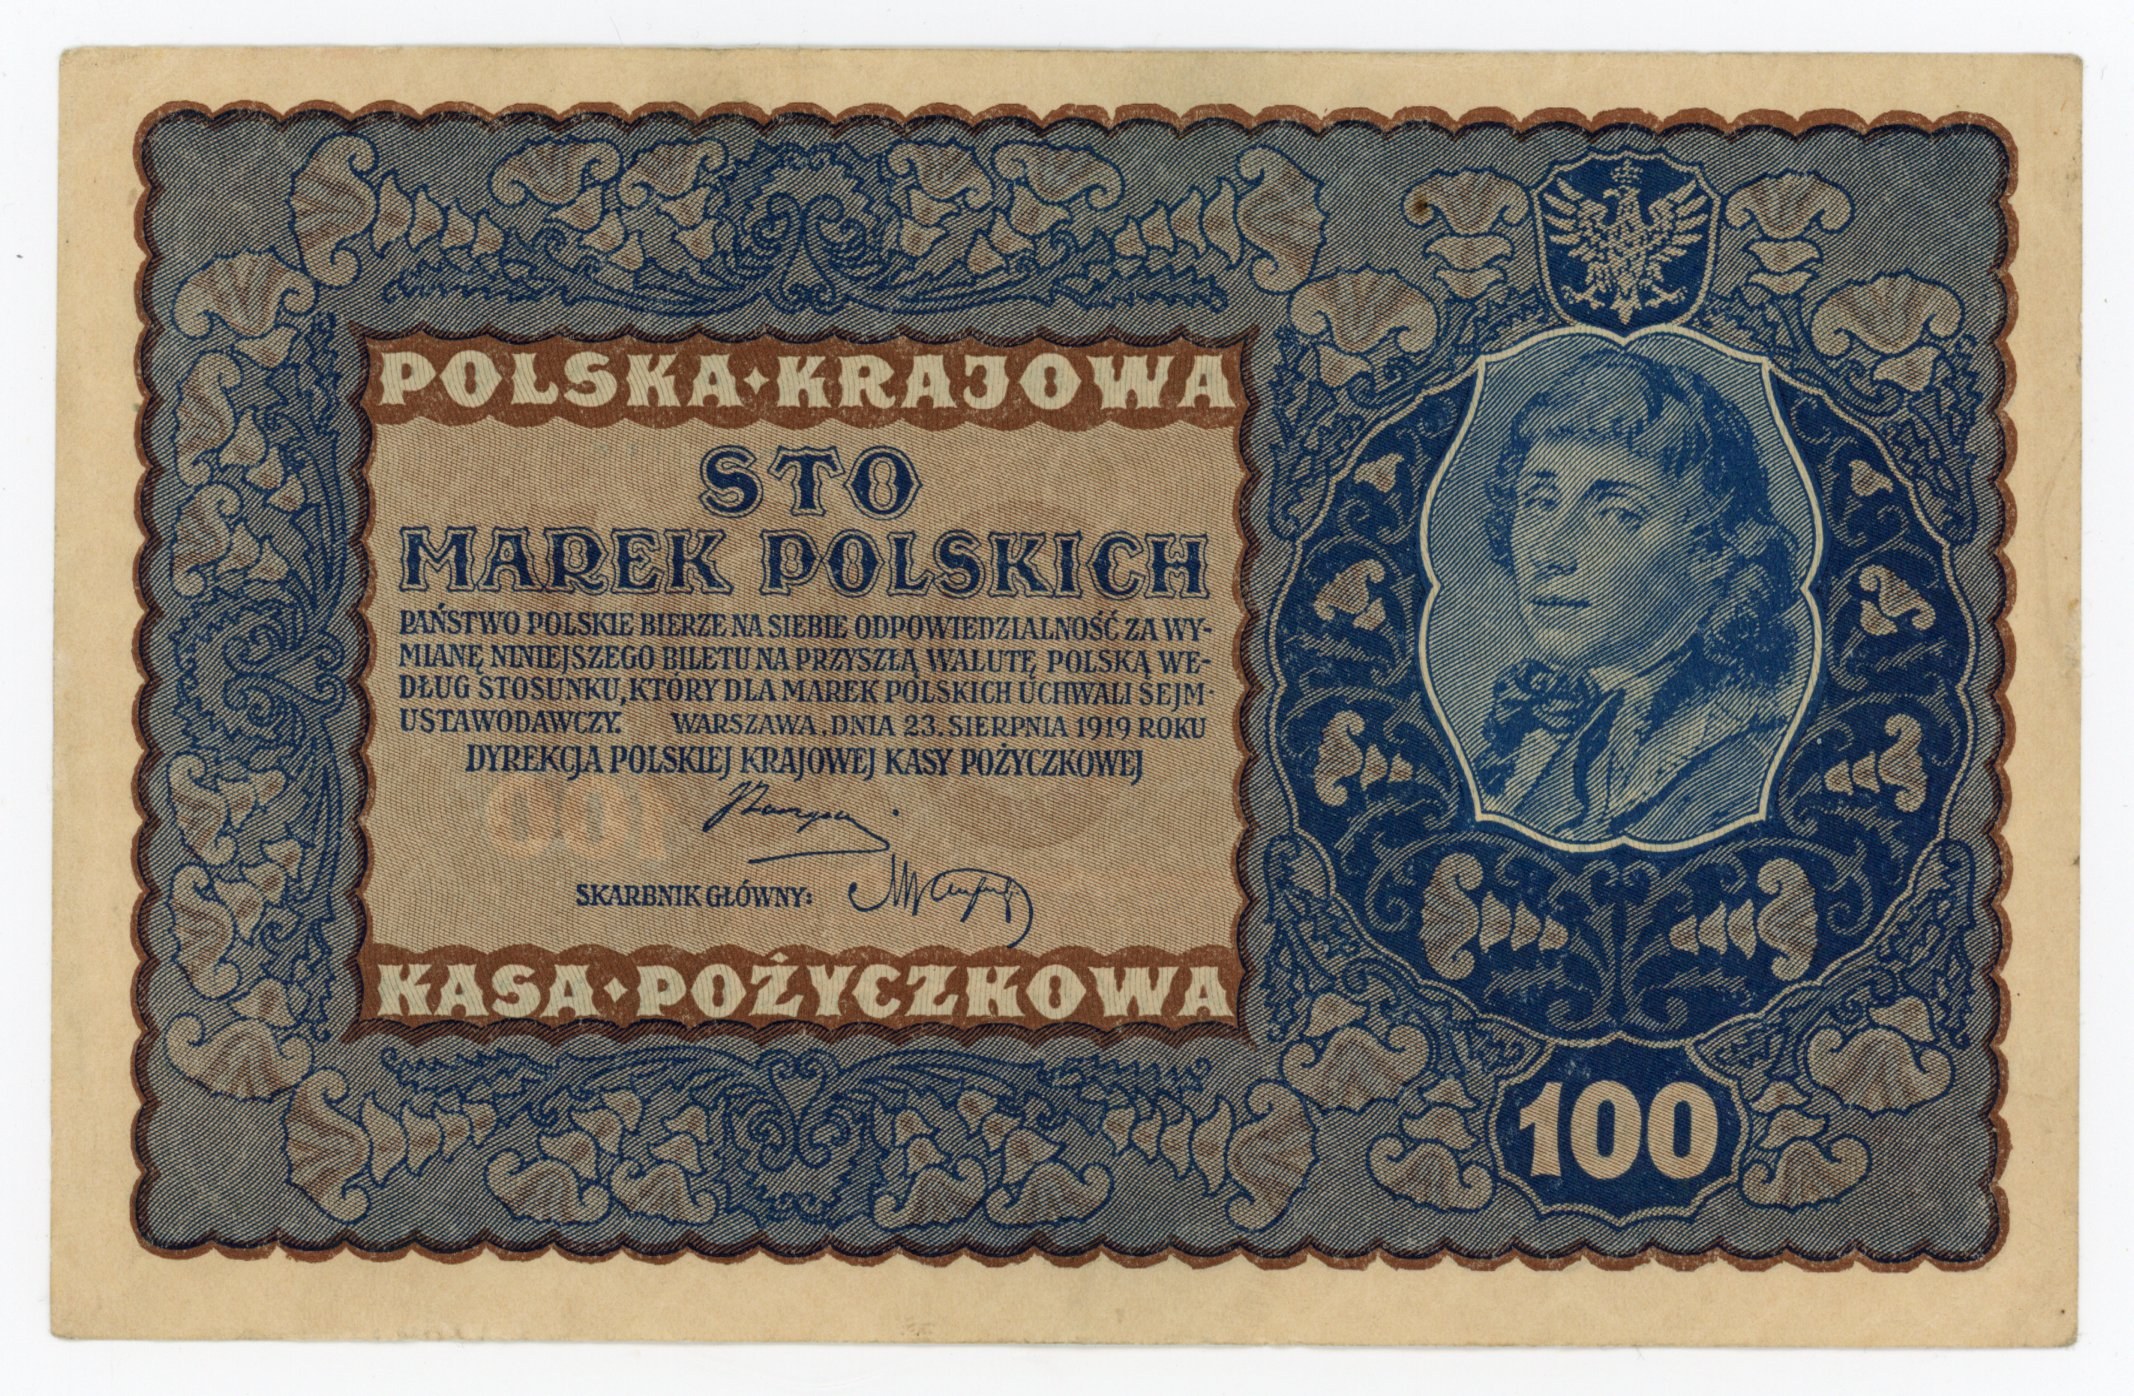 POLSKA·KRAJOWA
STO
MAREK POLSKICH
PAŃSTWO POLSKIE BIERZE NA SIEBIE ODPOWIEDZIALNOŚĆ ZA WY-
MIANĘ NINIEJSZEGO BILETU NA PRZYSZŁĄ WALUTĘ POLSKĄ WE-
DŁUG STOSUNKU, KTÓRY DLA MAREK POLSKICH UCHWALI SEJM
USTAWODAWCZY. WARSZAWA, DNIA 23. SIERPNIA 1919 ROKU
DYREKCJA POLSKIEJ KRAJOWEJ KASY POŻYCZKOWEJ
SKARBNIK GŁÓWNY:
KASA·POŻYCZKOWA
100